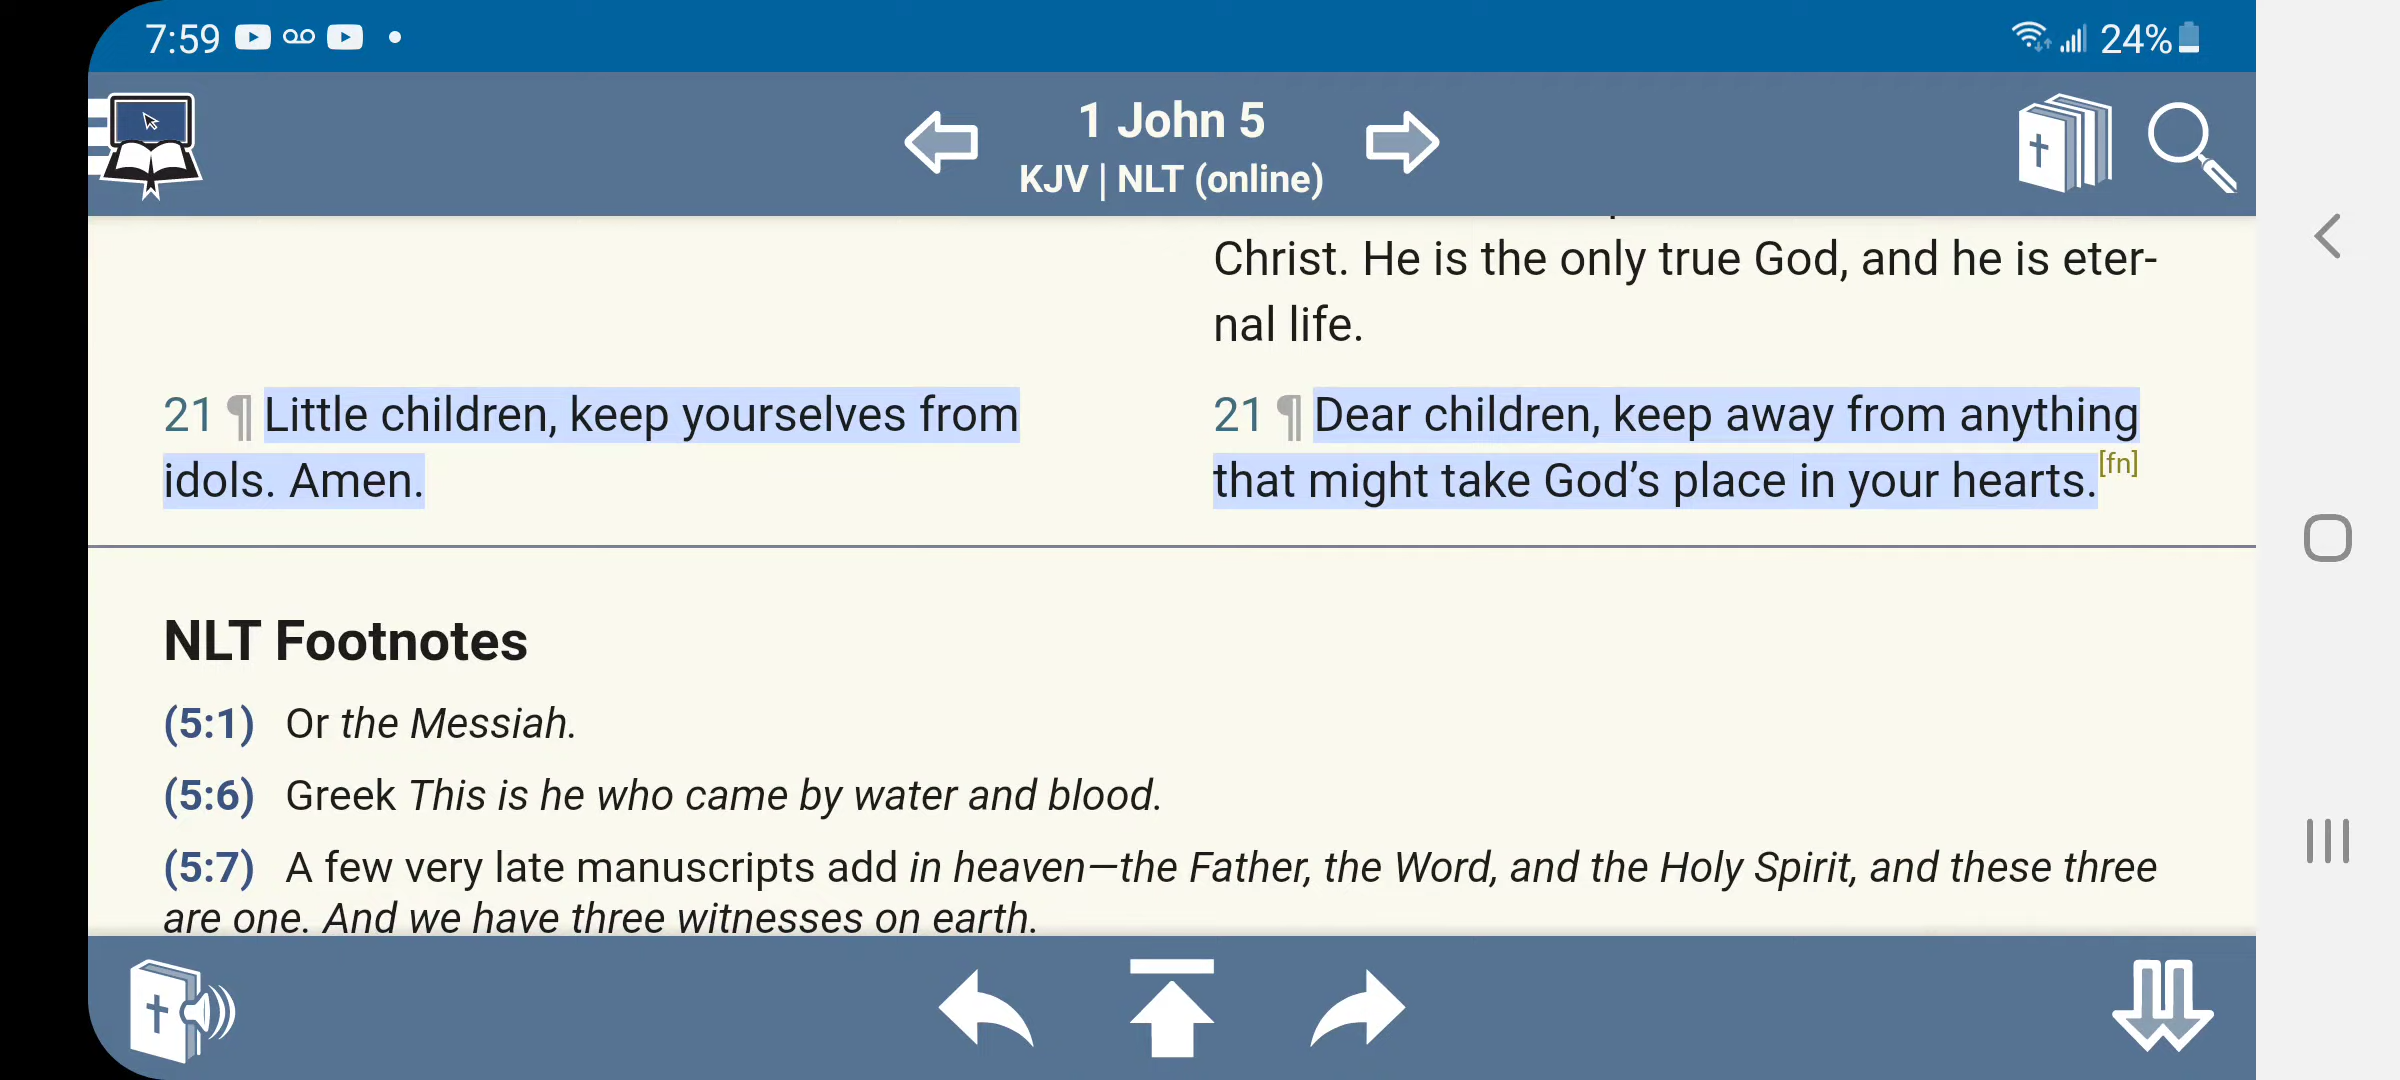 7:59
24%
1 John 5
KJV | NLT (online)
Christ. He is the only true God, and he is eter-
nal life.
21 ¶ Little children, keep yourselves from
idols. Amen.
21 ¶ Dear children, keep away from anything
that might take God’s place in your hearts.[fn]
NLT Footnotes
(5:1) Or the Messiah.
(5:6) Greek This is he who came by water and blood.
(5:7) A few very late manuscripts add in heaven—the Father, the Word, and the Holy Spirit, and these three
are one. And we have three witnesses on earth.